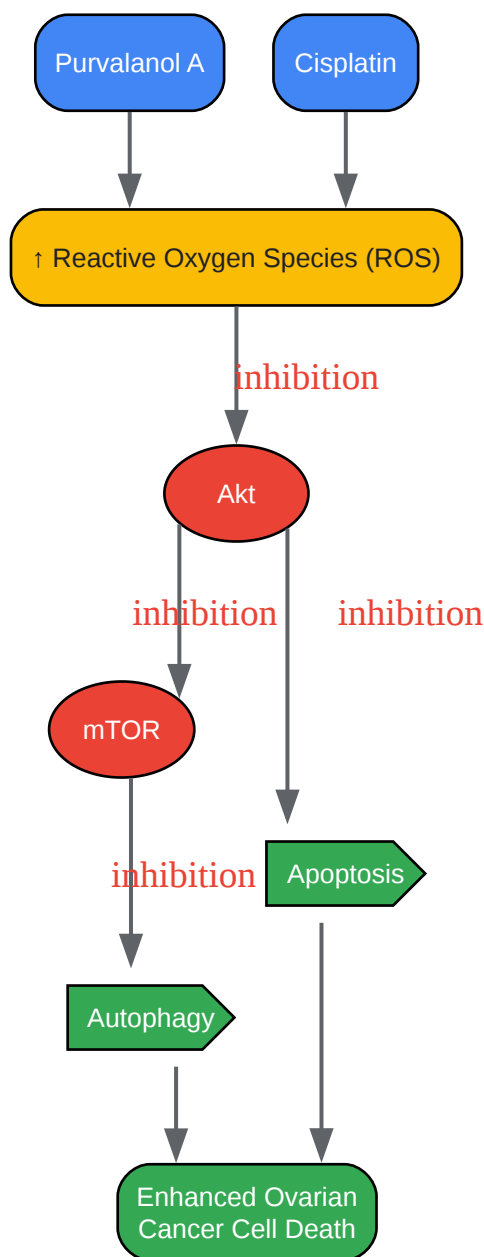 Purvalanol A
Cisplatin
↑ Reactive Oxygen Species (ROS)
inhibition
Akt
inhibition
inhibition
mTOR
inhibition
Apoptosis
Autophagy
Enhanced Ovarian
Cancer Cell Death